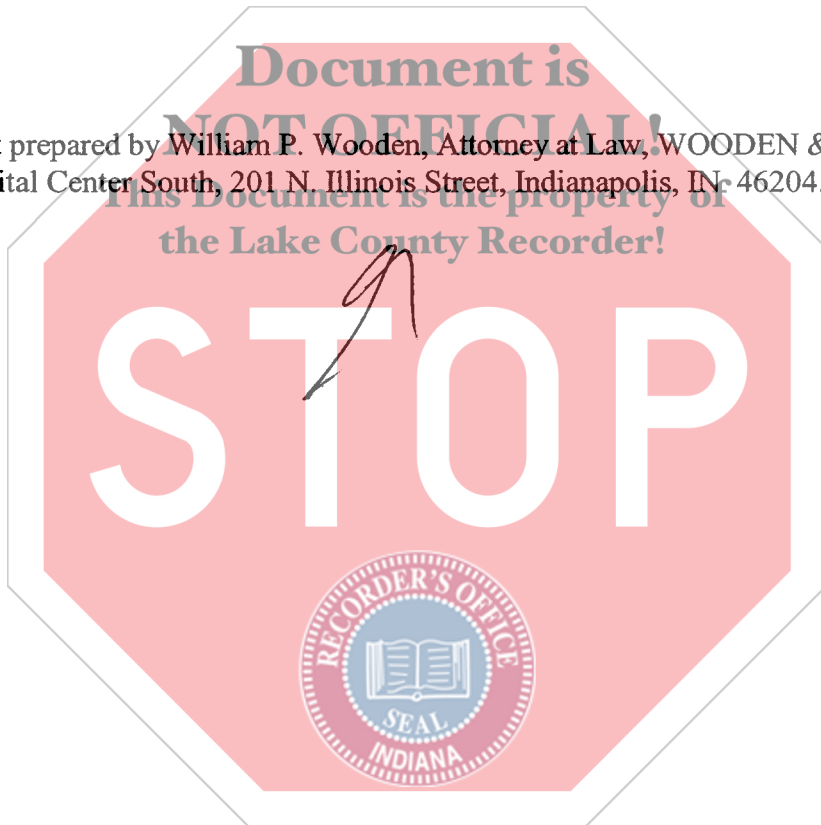 Document is
NOT OFFICIAL!
prepared by William P. Wooden, Attorney at Law, WOODEN &
This Document is the property of
Center South, 201 N. Illinois Street, Indianapolis, IN 46204.
the Lake County Recorder!
STOP
RECORDER'S OFFICE
SEAL
INDIANA